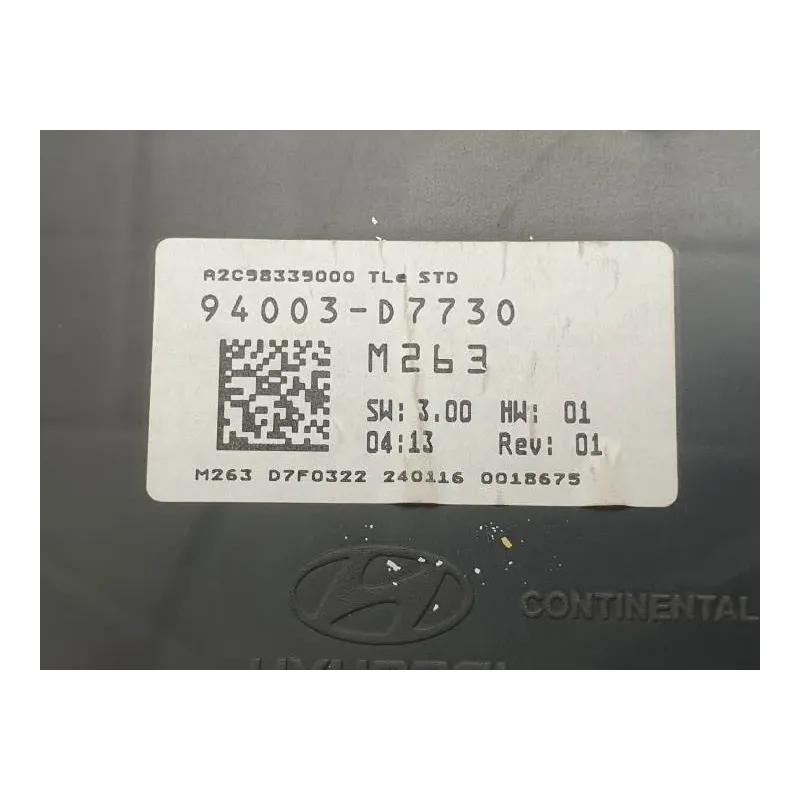 A2C98339000 TLe STD
94003-D7730
M263
SW: 3.00 HW: 01
04:13 Rev: 01
M263 D7F0322 240116 0018675
CONTINENTAL
HYUNDAI